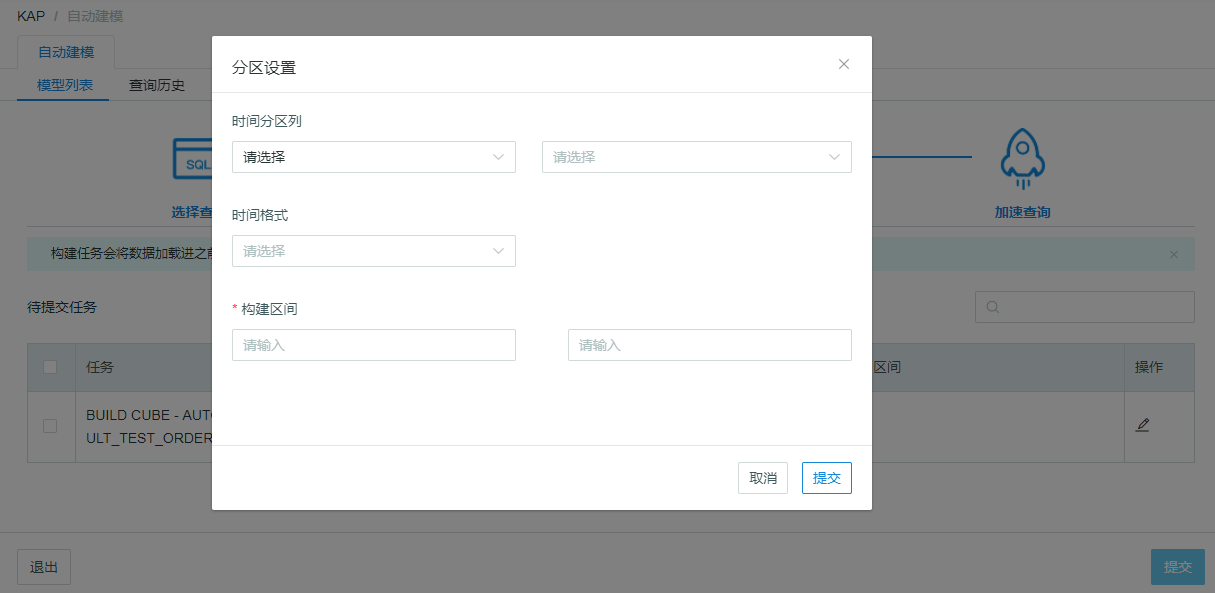 KAP / 自动建模
自动建模
模型列表 查询历史
SQL
选择查
加速查询
构建任务会将数据加载进之前
待提交任务
任务 区间 操作
BUILD CUBE - AUTO
ULT_TEST_ORDER
退出 提交
分区设置
时间分区列
请选择 请选择
时间格式
请选择
* 构建区间
请输入 请输入
取消 提交